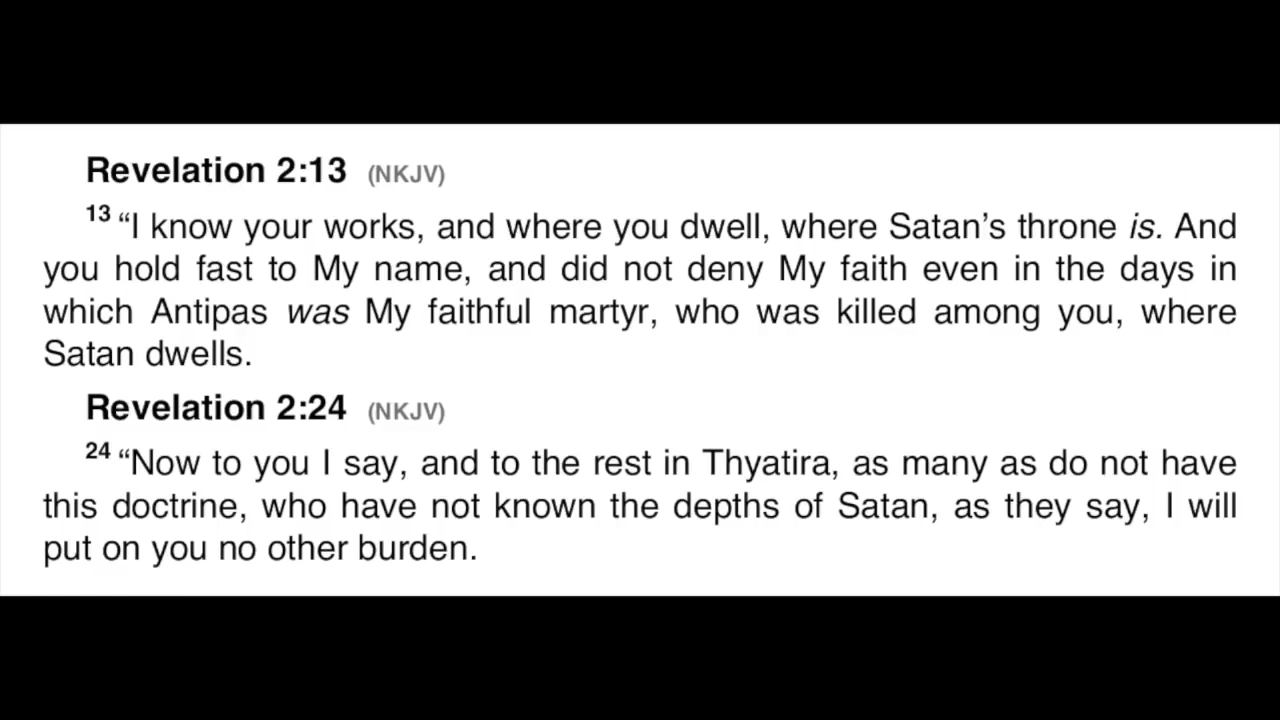 Revelation 2:13 (NKJV)
13 “I know your works, and where you dwell, where Satan’s throne is. And
you hold fast to My name, and did not deny My faith even in the days in
which Antipas was My faithful martyr, who was killed among you, where
Satan dwells.
Revelation 2:24 (NKJV)
24 “Now to you I say, and to the rest in Thyatira, as many as do not have
this doctrine, who have not known the depths of Satan, as they say, I will
put on you no other burden.